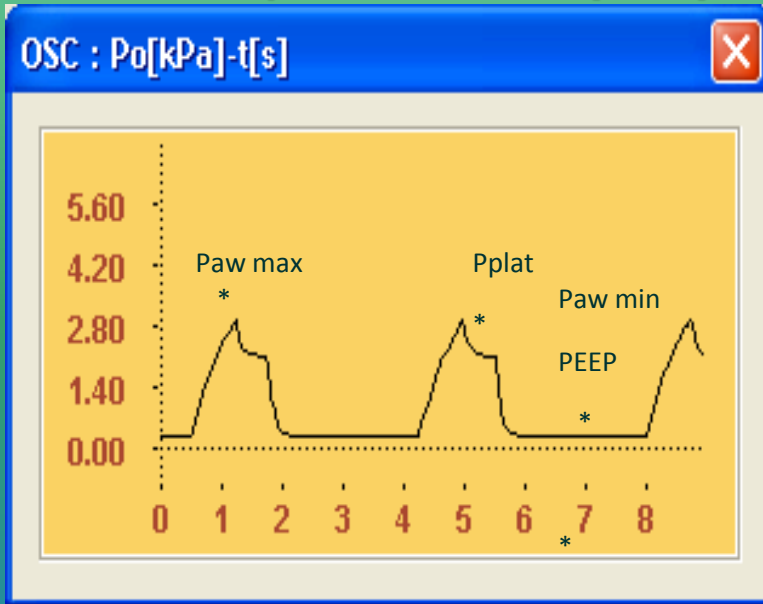 OSC : Po[kPa]-t[s]
5.60
4.20
2.80
1.40
0.00
Paw max
*
Pplat
*
Paw min
PEEP
*
0 1 2 3 4 5 6 7 8
*